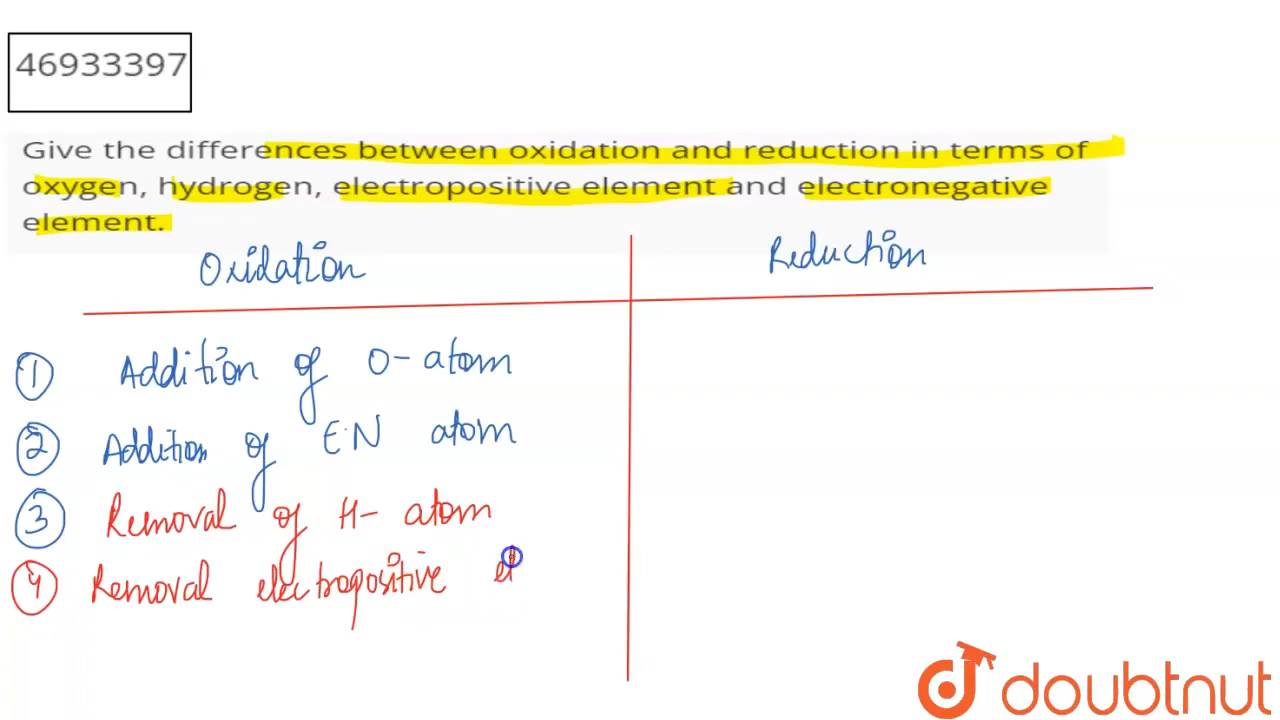 46933397
Give the differences between oxidation and reduction in terms of
oxygen, hydrogen, electropositive element and electronegative
element.
Oxidation
Reduction
1 Addition of O- atom
2 Addition of E.N atom
3 Removal of H- atom
4 Removal electropositive el
doubtnut